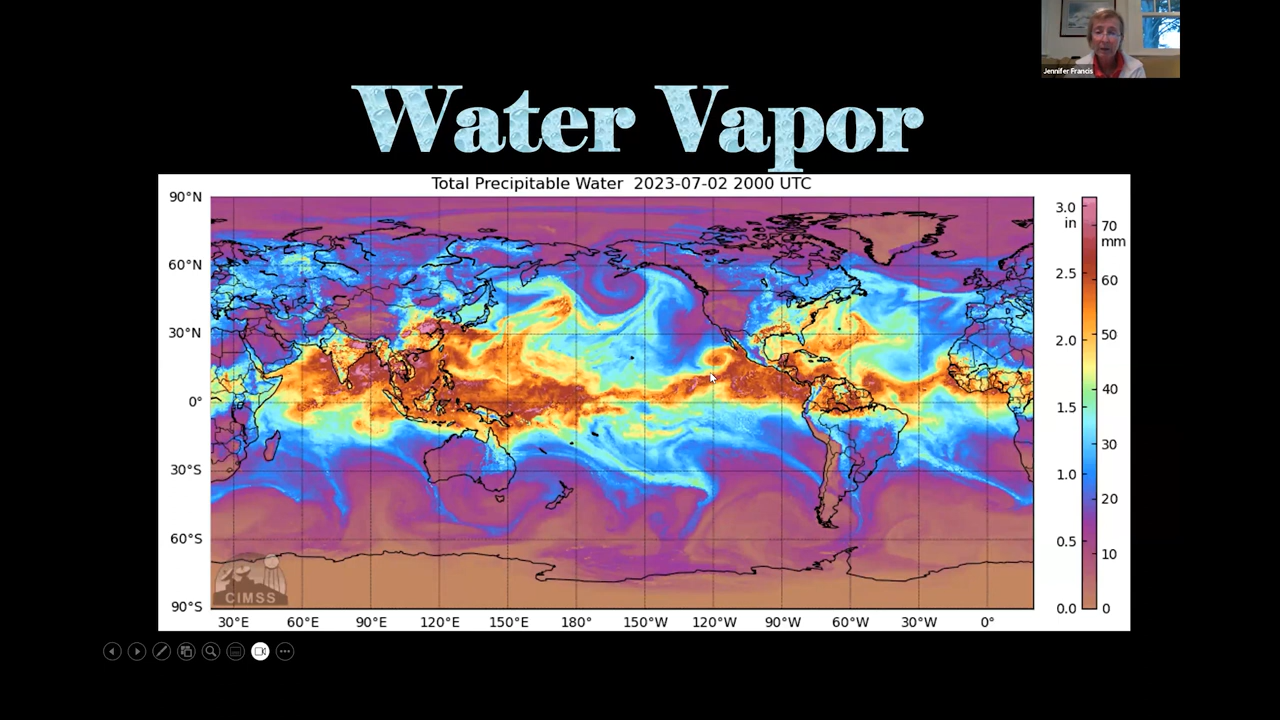 Jennifer Francis
Water Vapor
Total Precipitable Water 2023-07-02 2000 UTC
90°N
60°N
30°N
0°
30°S
60°S
90°S
30°E 60°E 90°E 120°E 150°E 180° 150°W 120°W 90°W 60°W 30°W 0°
3.0
in
2.5
2.0
1.5
1.0
0.5
0.0
70
mm
60
50
40
30
20
10
0
CIMSS